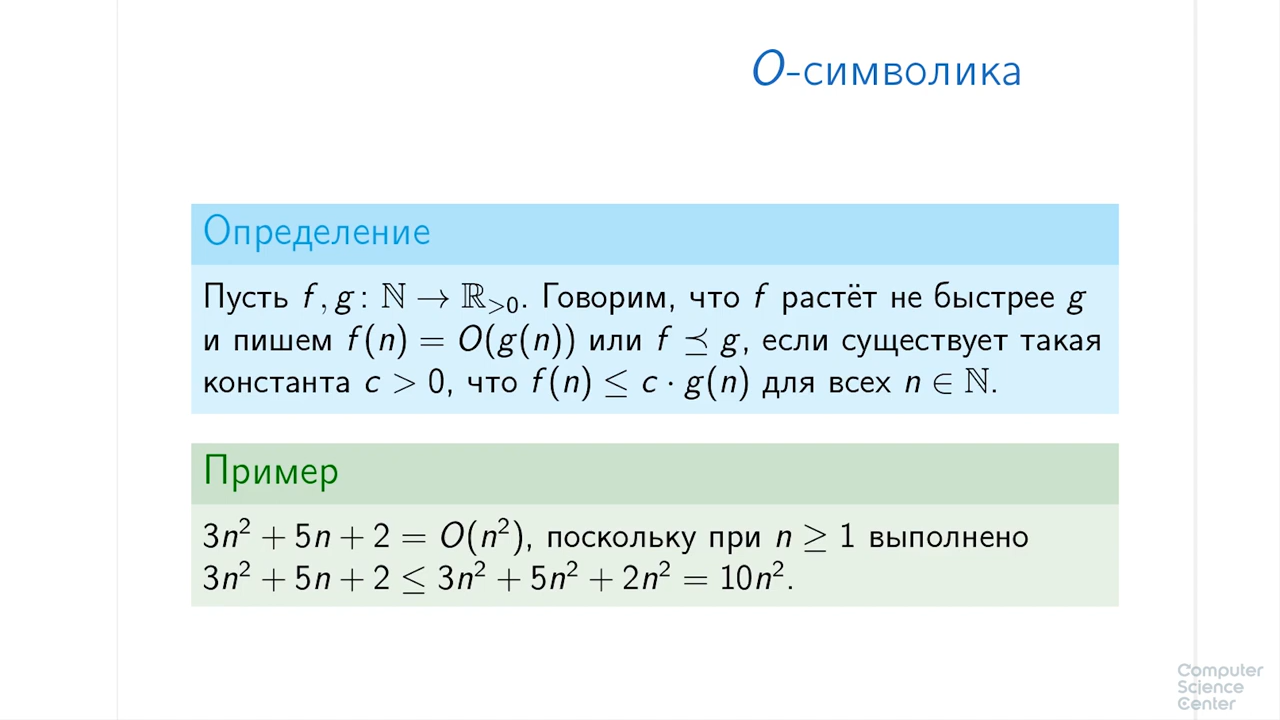 O-символика
Определение
Пусть f, g: ℕ → ℝ>0. Говорим, что f растёт не быстрее g
и пишем f(n) = O(g(n)) или f ⪯ g, если существует такая
константа c > 0, что f(n) ≤ c · g(n) для всех n ∈ ℕ.
Пример
3n² + 5n + 2 = O(n²), поскольку при n ≥ 1 выполнено
3n² + 5n + 2 ≤ 3n² + 5n² + 2n² = 10n².
Computer
Science
Center